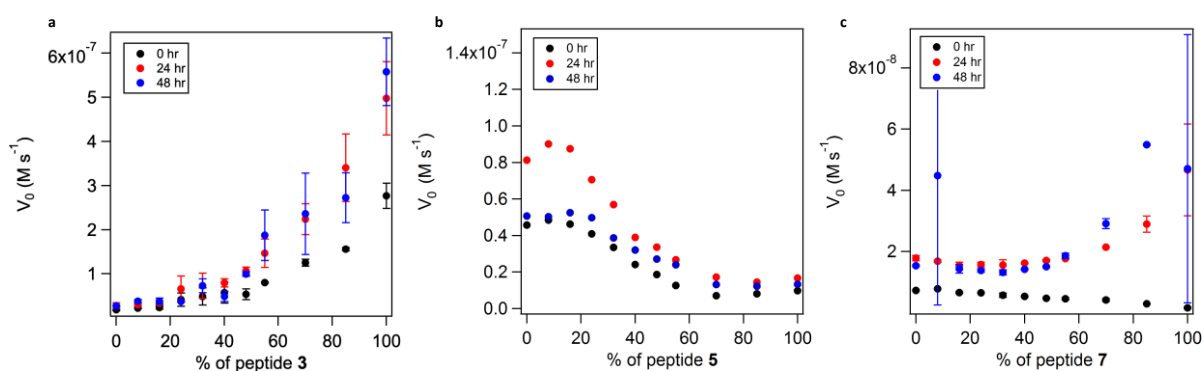 a
6x10⁻⁷
5
4
3
2
1
V₀ (M s⁻¹)
0 hr
24 hr
48 hr
0 20 40 60 80 100
% of peptide 3
b
1.4x10⁻⁷
1.2
1.0
0.8
0.6
0.4
0.2
0.0
V₀ (M s⁻¹)
0 hr
24 hr
48 hr
0 20 40 60 80 100
% of peptide 5
c
8x10⁻⁸
6
4
2
0
V₀ (M s⁻¹)
0 hr
24 hr
48 hr
0 20 40 60 80 100
% of peptide 7